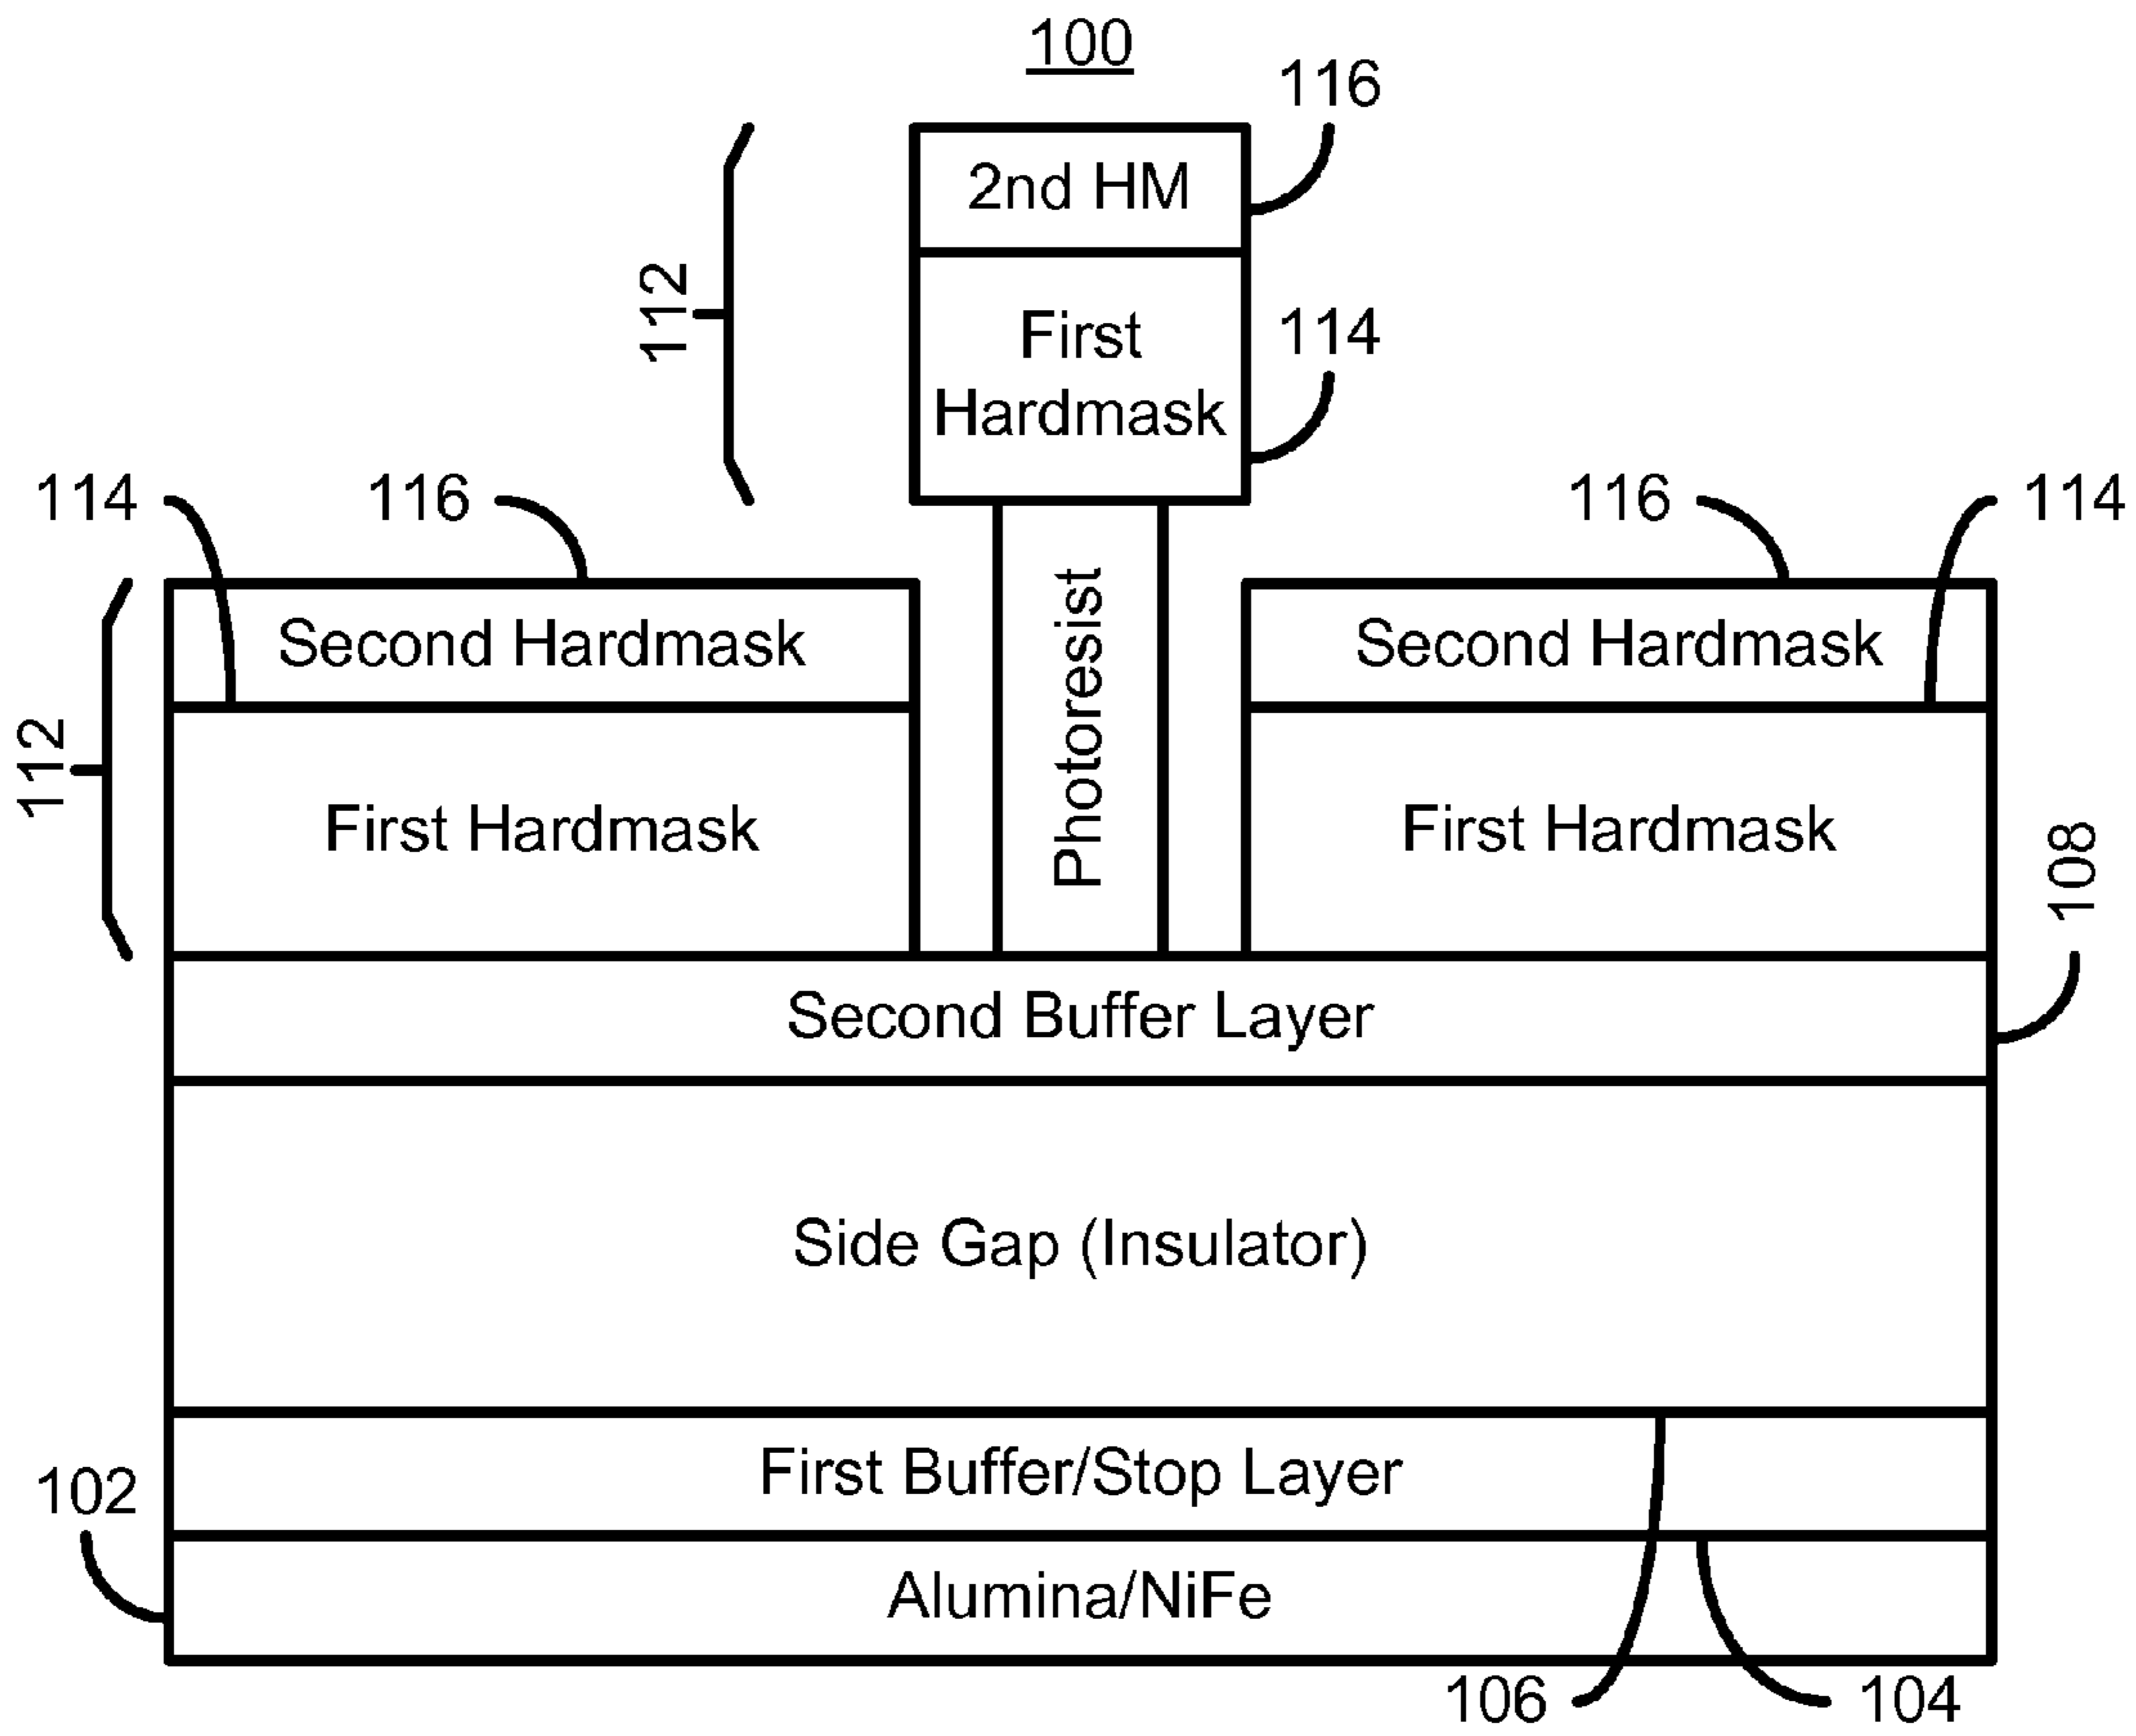 100
116
2nd HM
112
First
Hardmask
114
114
116
116
114
Second Hardmask
Photoresist
Second Hardmask
112
First Hardmask
First Hardmask
108
Second Buffer Layer
Side Gap (Insulator)
First Buffer/Stop Layer
102
Alumina/NiFe
106
104